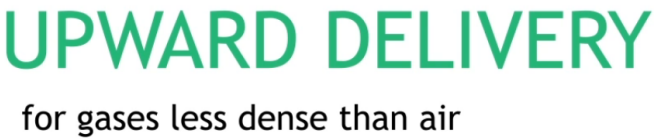 UPWARD DELIVERY
for gases less dense than air